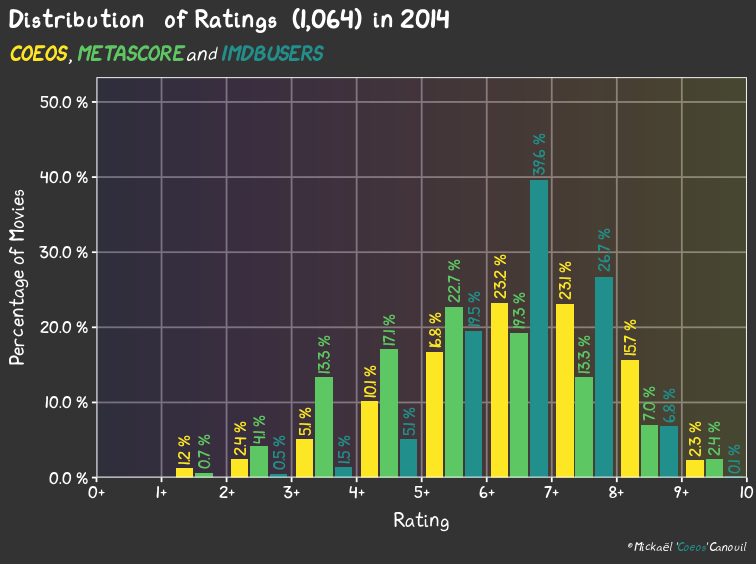 Distribution of Ratings (1,064) in 2014
COEOS, METASCORE and IMDBUSERS
50.0 %
40.0 %
30.0 %
20.0 %
10.0 %
0.0 %
Percentage of Movies
1.2 % 0.7 %
2.4 % 4.1 % 0.5 %
5.1 % 13.3 % 1.5 %
10.1 % 17.1 % 5.1 %
16.8 % 22.7 % 19.5 %
23.2 % 19.3 % 39.6 %
23.1 % 13.3 % 26.7 %
15.7 % 7.0 % 6.8 %
2.3 % 2.4 % 0.1 %
0+ 1+ 2+ 3+ 4+ 5+ 6+ 7+ 8+ 9+ 10
Rating
©Mickaël 'Coeos' Canouil